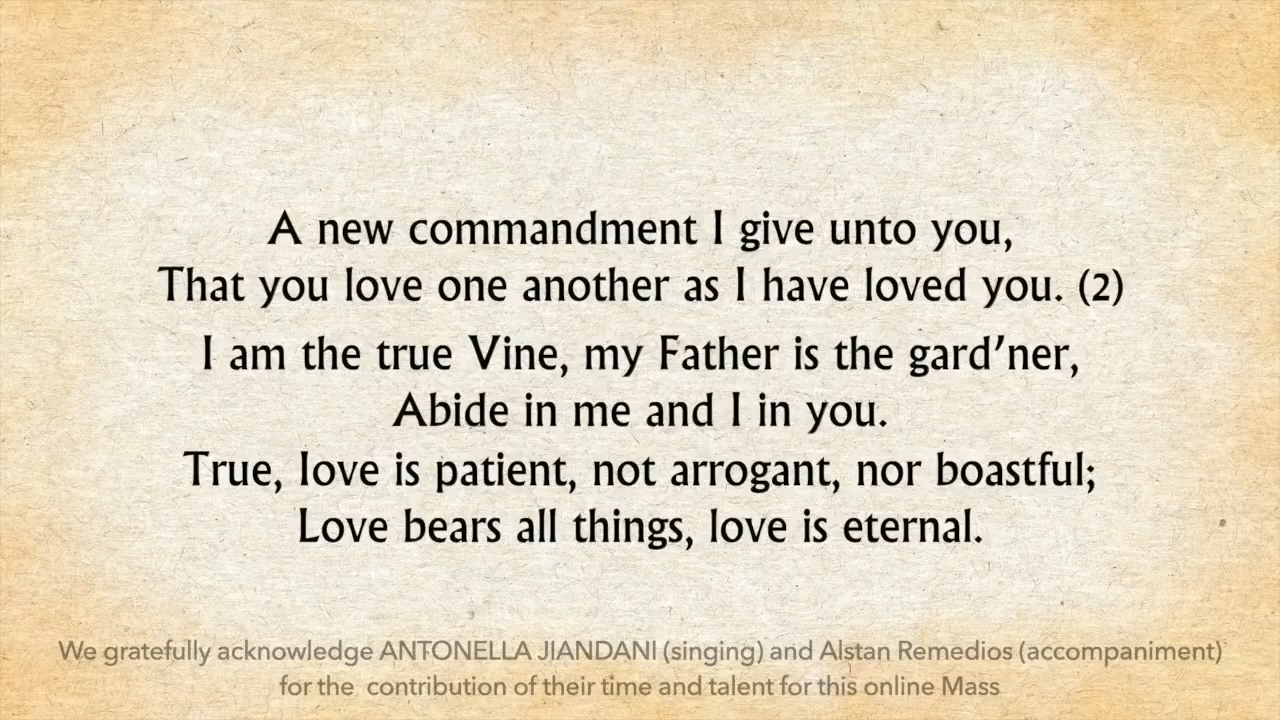 A new commandment I give unto you,
That you love one another as I have loved you. (2)
I am the true Vine, my Father is the gard’ner,
Abide in me and I in you.
True, love is patient, not arrogant, nor boastful;
Love bears all things, love is eternal.
We gratefully acknowledge ANTONELLA JIANDANI (singing) and Alstan Remedios (accompaniment)
for the contribution of their time and talent for this online Mass